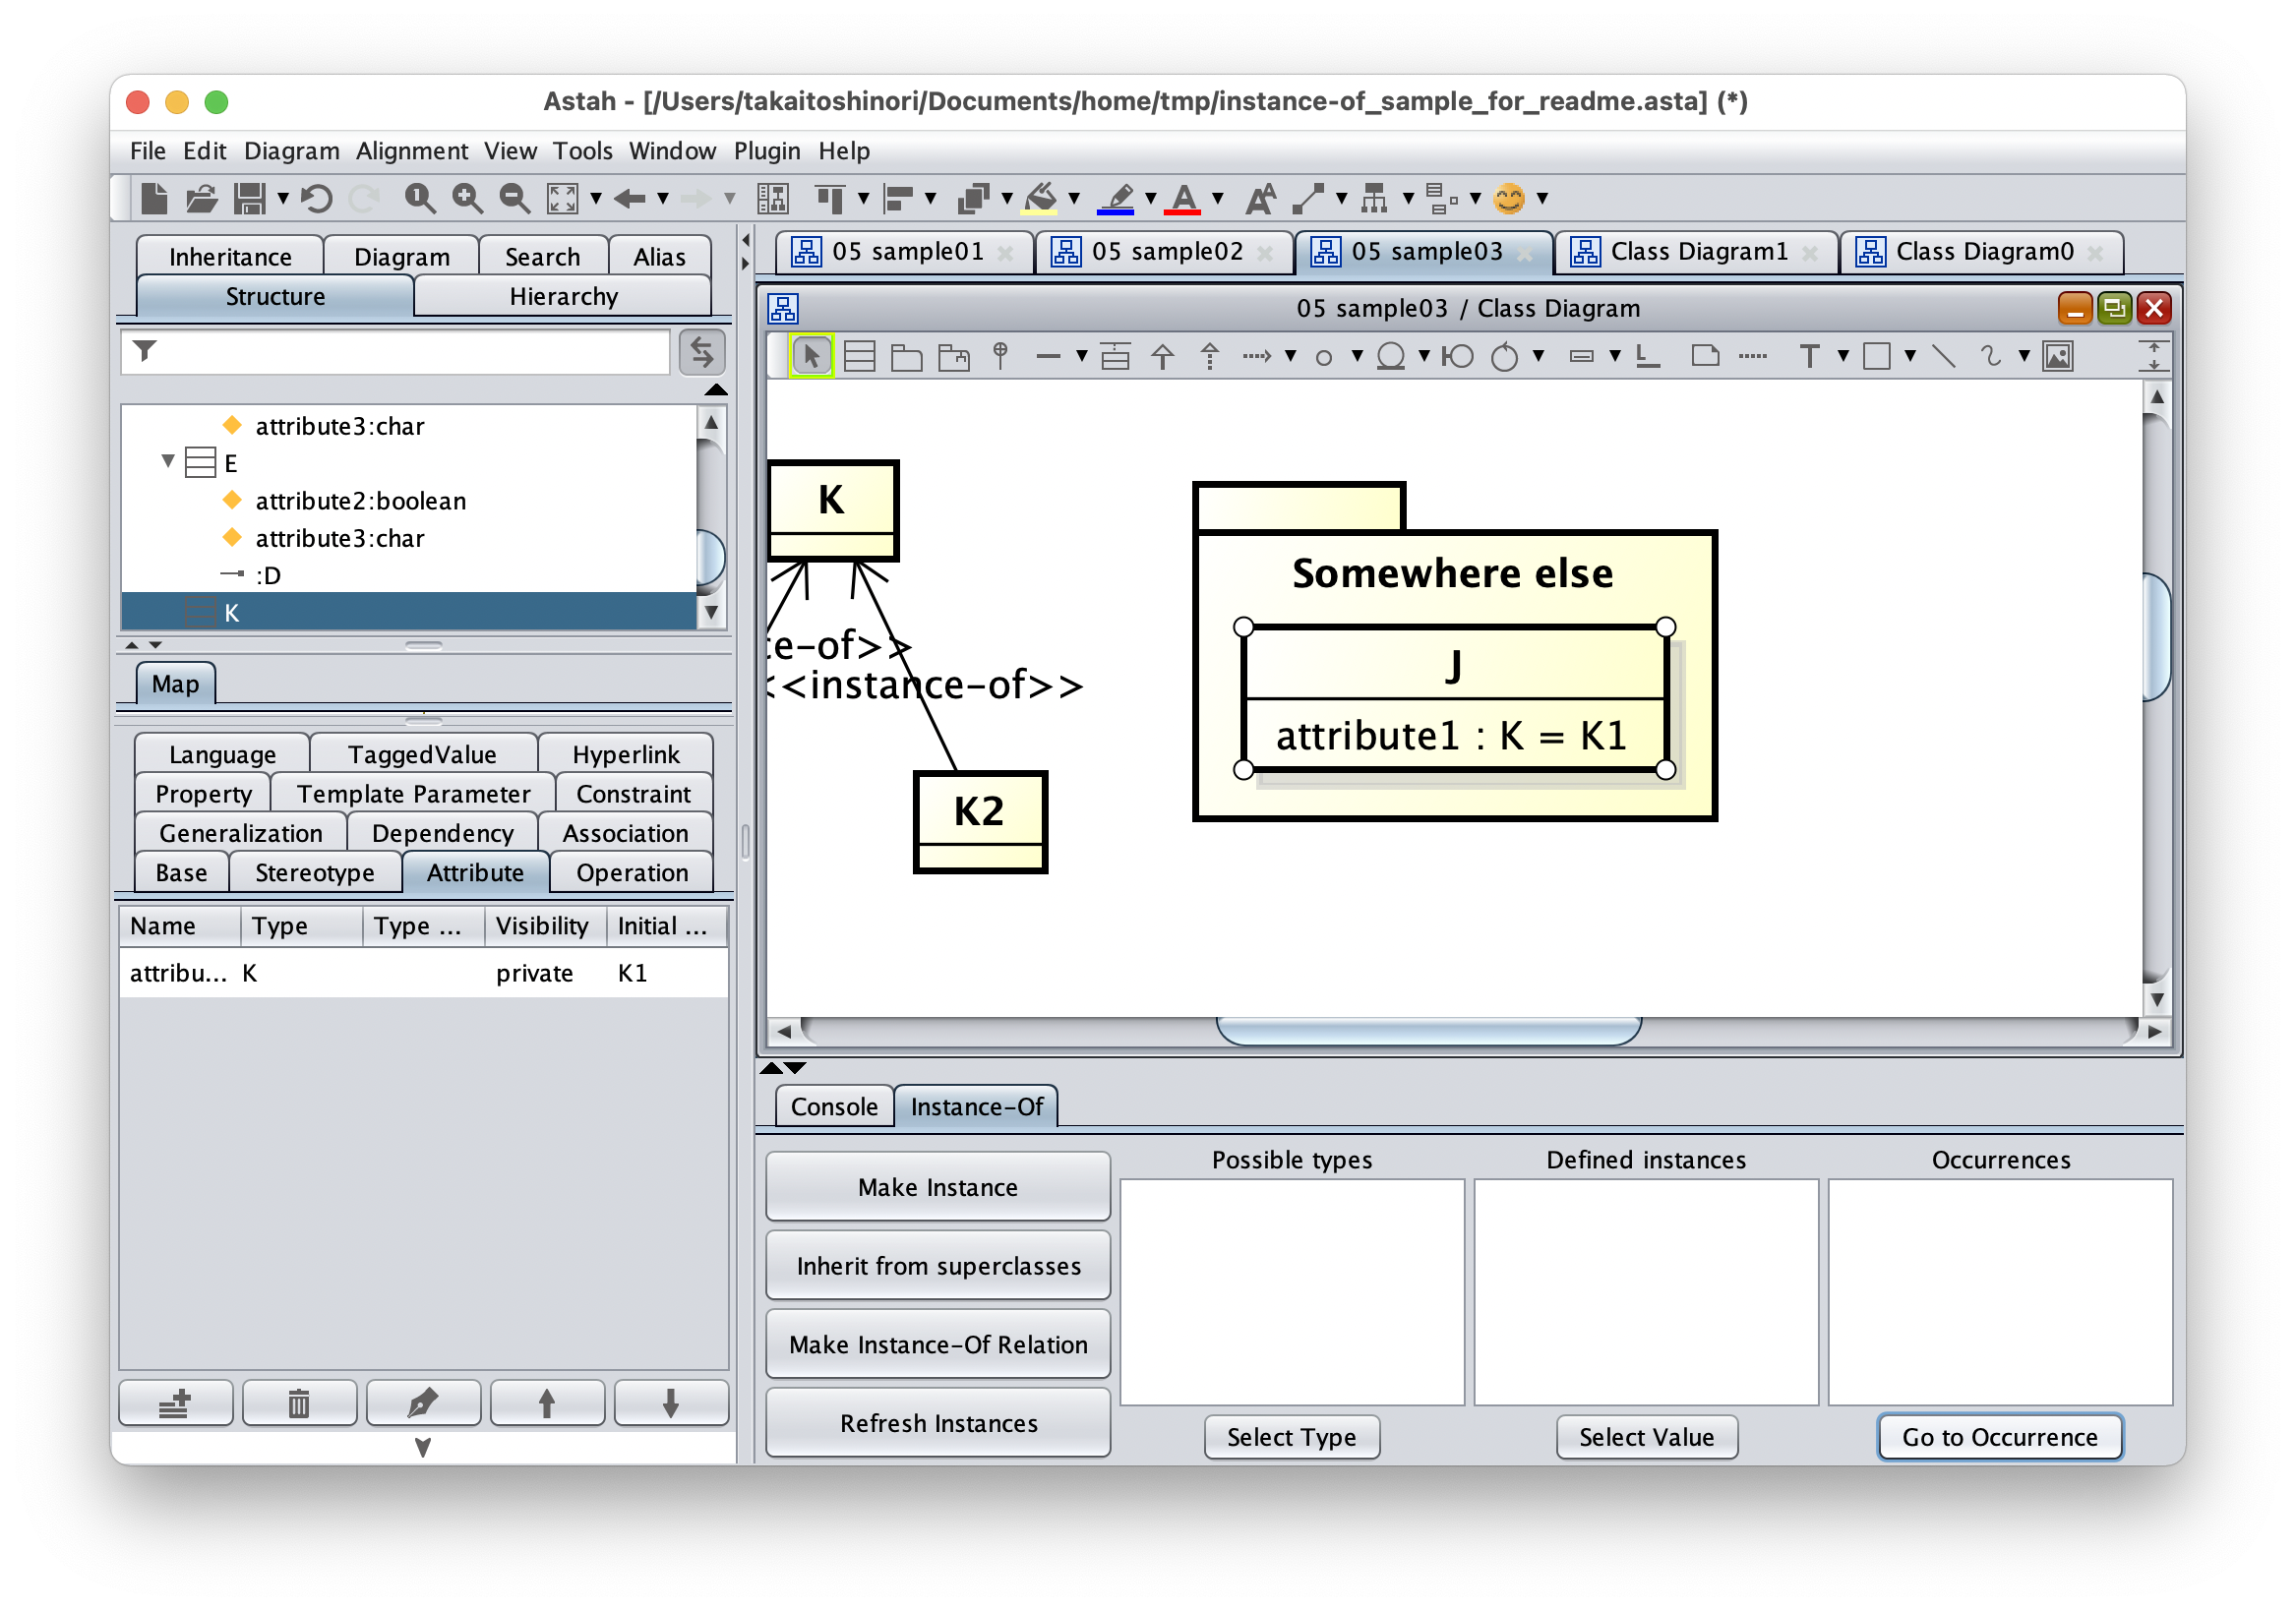 Astah - [/Users/takaitoshinori/Documents/home/tmp/instance-of_sample_for_readme.asta] (*)
File Edit Diagram Alignment View Tools Window Plugin Help
Inheritance Diagram Search Alias
Structure Hierarchy
attribute3:char
E
attribute2:boolean
attribute3:char
:D
K
Map
Language TaggedValue Hyperlink
Property Template Parameter Constraint
Generalization Dependency Association
Base Stereotype Attribute Operation
Name Type Type ... Visibility Initial ...
attribu... K private K1
05 sample01 05 sample02 05 sample03 Class Diagram1 Class Diagram0
05 sample03 / Class Diagram
K
ce-of>>
<<instance-of>>
K2
Somewhere else
J
attribute1 : K = K1
Console Instance-Of
Make Instance
Inherit from superclasses
Make Instance-Of Relation
Refresh Instances
Possible types
Defined instances
Occurrences
Select Type
Select Value
Go to Occurrence